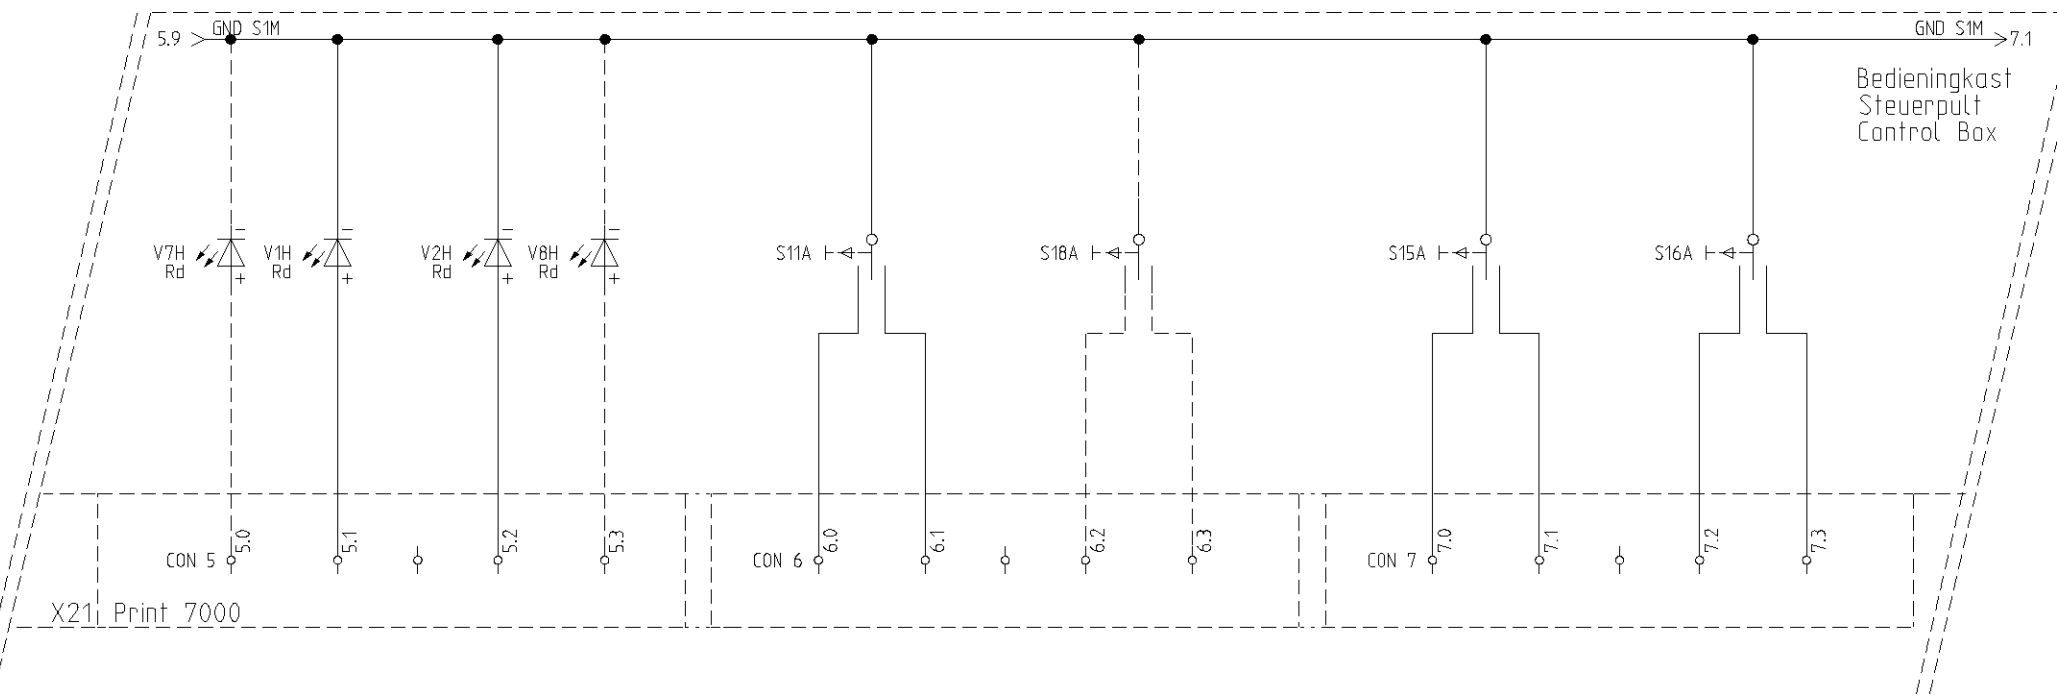 GND S1M
GND S1M
5.9
7.1
Bedieningkast
Steuerpult
Control Box
V7H
Rd
V1H
Rd
V2H
Rd
V8H
Rd
S11A
S18A
S15A
S16A
-
-
-
-
+
+
+
+
5.0
5.1
5.2
5.3
6.0
6.1
6.2
6.3
7.0
7.1
7.2
7.3
CON 5
CON 6
CON 7
X21 Print 7000